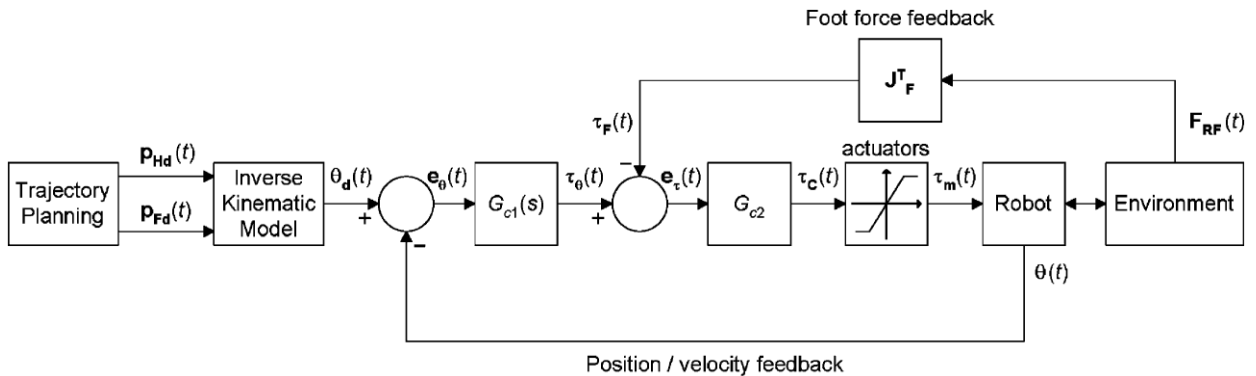 Foot force feedback
J^T_F
τ_F(t)
F_RF(t)
actuators
p_Hd(t)
p_Fd(t)
Trajectory
Planning
Inverse
Kinematic
Model
θ_d(t)
+
−
e_θ(t)
G_c1(s)
τ_θ(t)
−
+
e_τ(t)
G_c2
τ_C(t)
τ_m(t)
Robot
Environment
θ(t)
Position / velocity feedback